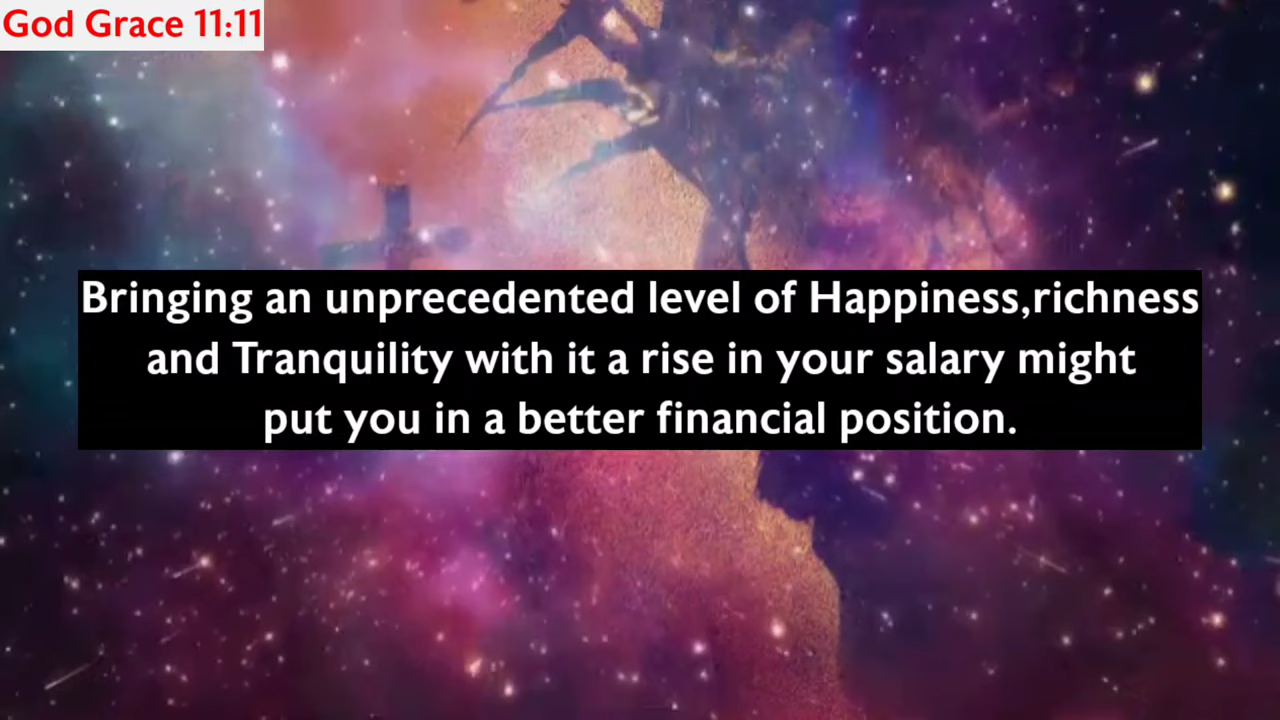 God Grace 11:11
Bringing an unprecedented level of Happiness,richness
and Tranquility with it a rise in your salary might
put you in a better financial position.